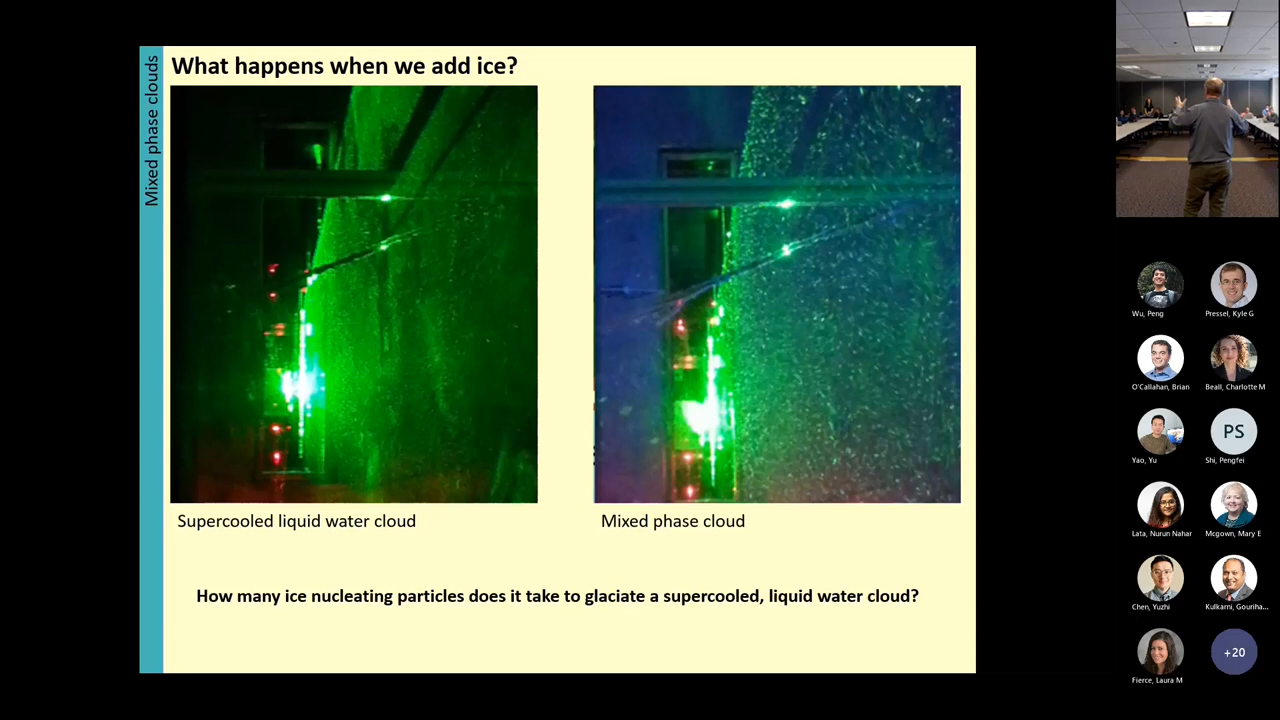 Mixed phase clouds
What happens when we add ice?
Supercooled liquid water cloud
Mixed phase cloud
How many ice nucleating particles does it take to glaciate a supercooled, liquid water cloud?
Wu, Peng
Pressel, Kyle G
O'Callahan, Brian
Beall, Charlotte M
Yao, Yu
PS
Shi, Pengfei
Lata, Nurun Nahar
Mcgown, Mary E
Chen, Yuzhi
Kulkarni, Gouriha...
Fierce, Laura M
+20